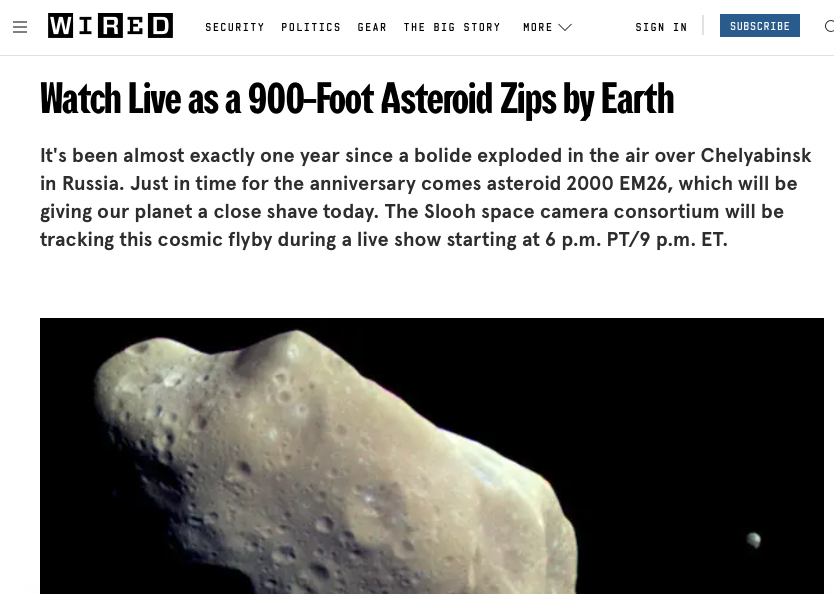 WIRED
SECURITY POLITICS GEAR THE BIG STORY MORE SIGN IN SUBSCRIBE
Watch Live as a 900-Foot Asteroid Zips by Earth
It's been almost exactly one year since a bolide exploded in the air over Chelyabinsk
in Russia. Just in time for the anniversary comes asteroid 2000 EM26, which will be
giving our planet a close shave today. The Slooh space camera consortium will be
tracking this cosmic flyby during a live show starting at 6 p.m. PT/9 p.m. ET.